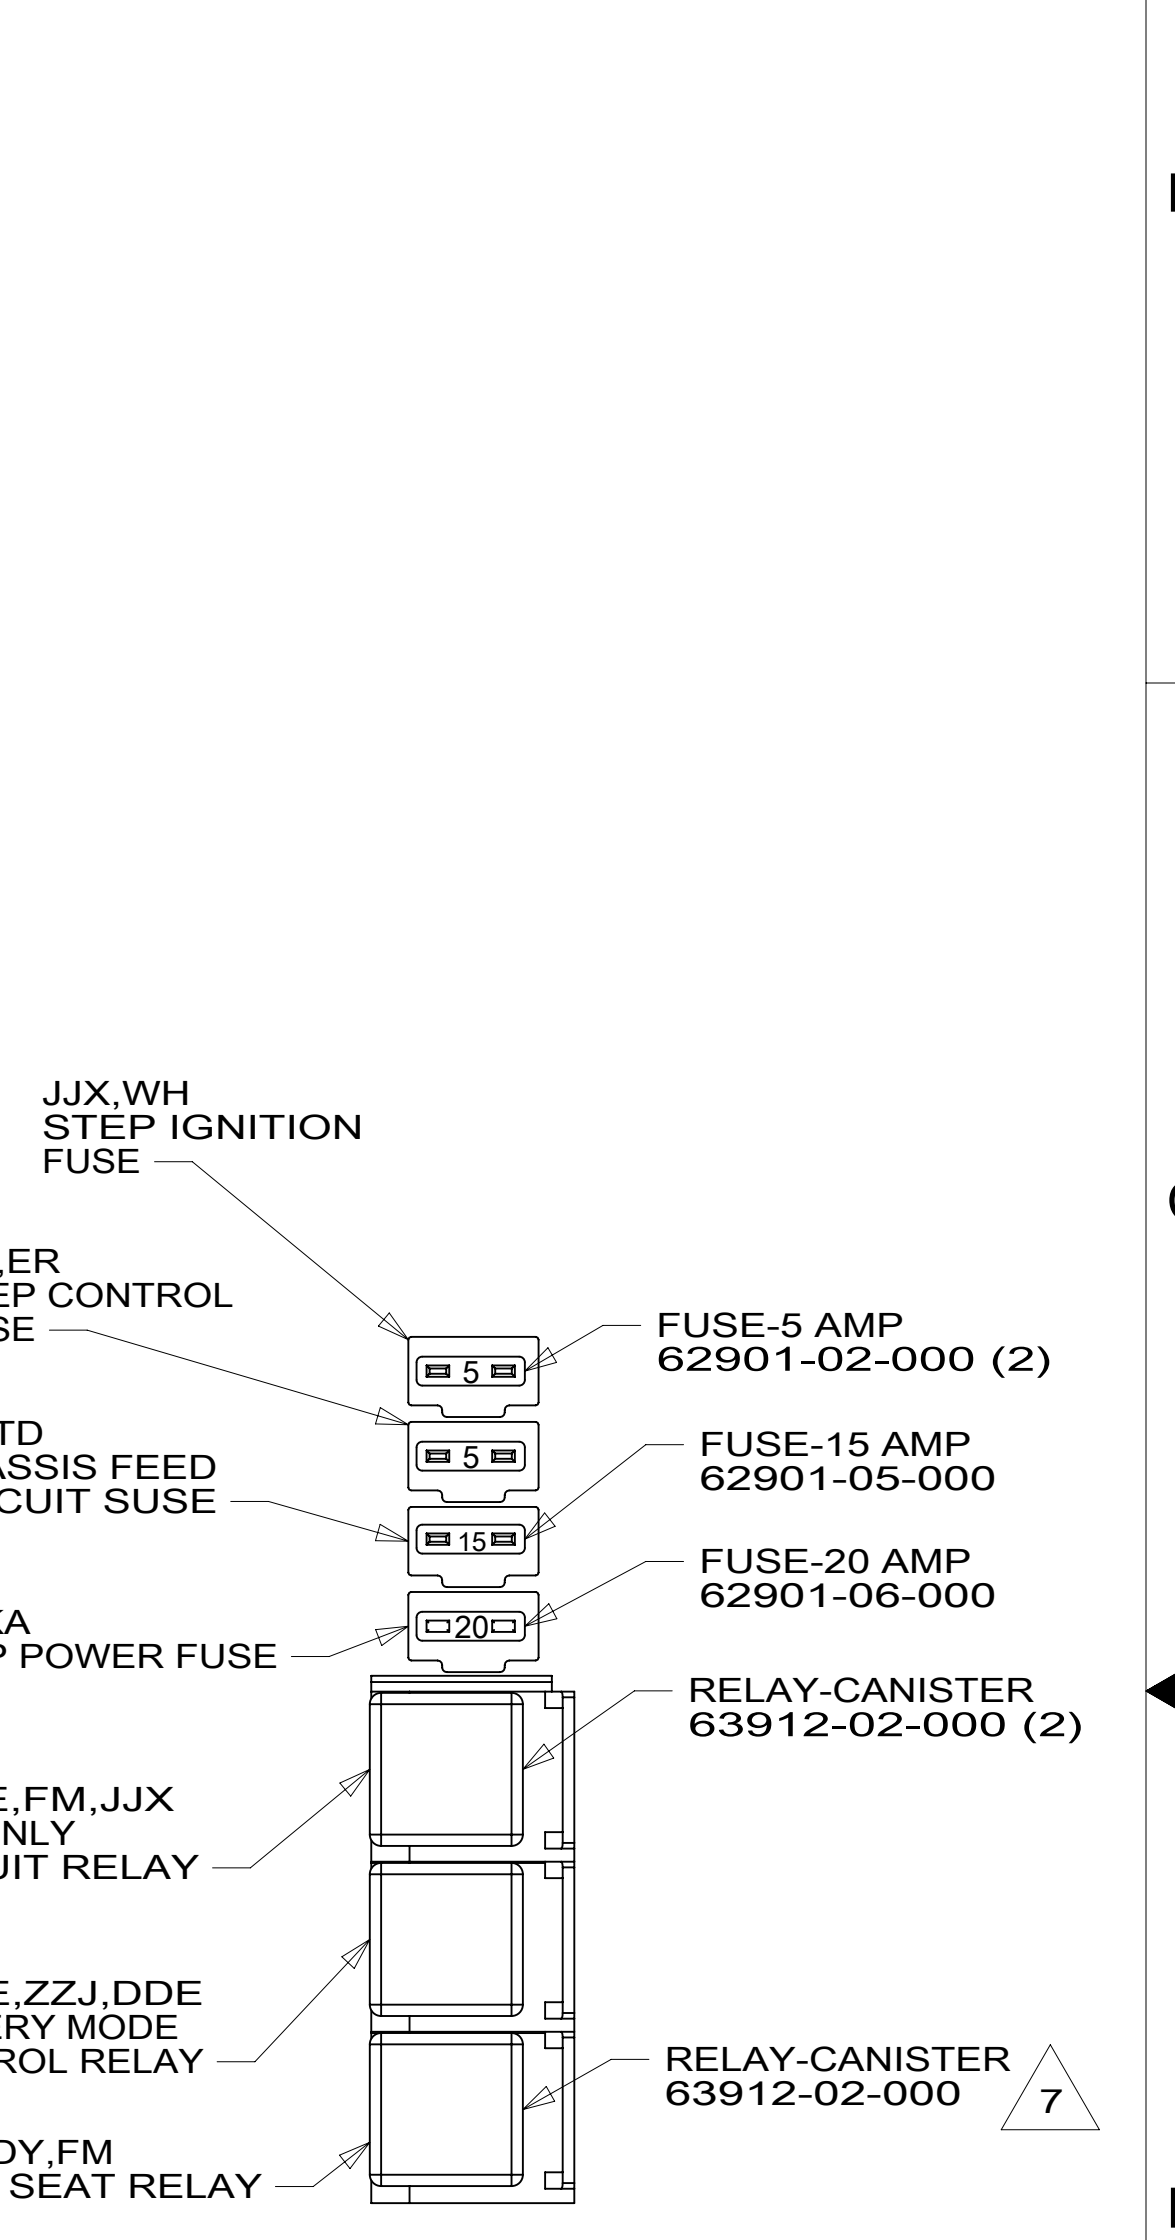 JJX,WH
STEP IGNITION
FUSE
,ER
EP CONTROL
SE
TD
ASSIS FEED
CUIT SUSE
KA
P POWER FUSE
E,FM,JJX
NLY
UIT RELAY
E,ZZJ,DDE
ERY MODE
ROL RELAY
DY,FM
SEAT RELAY
5
5
15
20
FUSE-5 AMP
62901-02-000 (2)
FUSE-15 AMP
62901-05-000
FUSE-20 AMP
62901-06-000
RELAY-CANISTER
63912-02-000 (2)
RELAY-CANISTER
63912-02-000
7